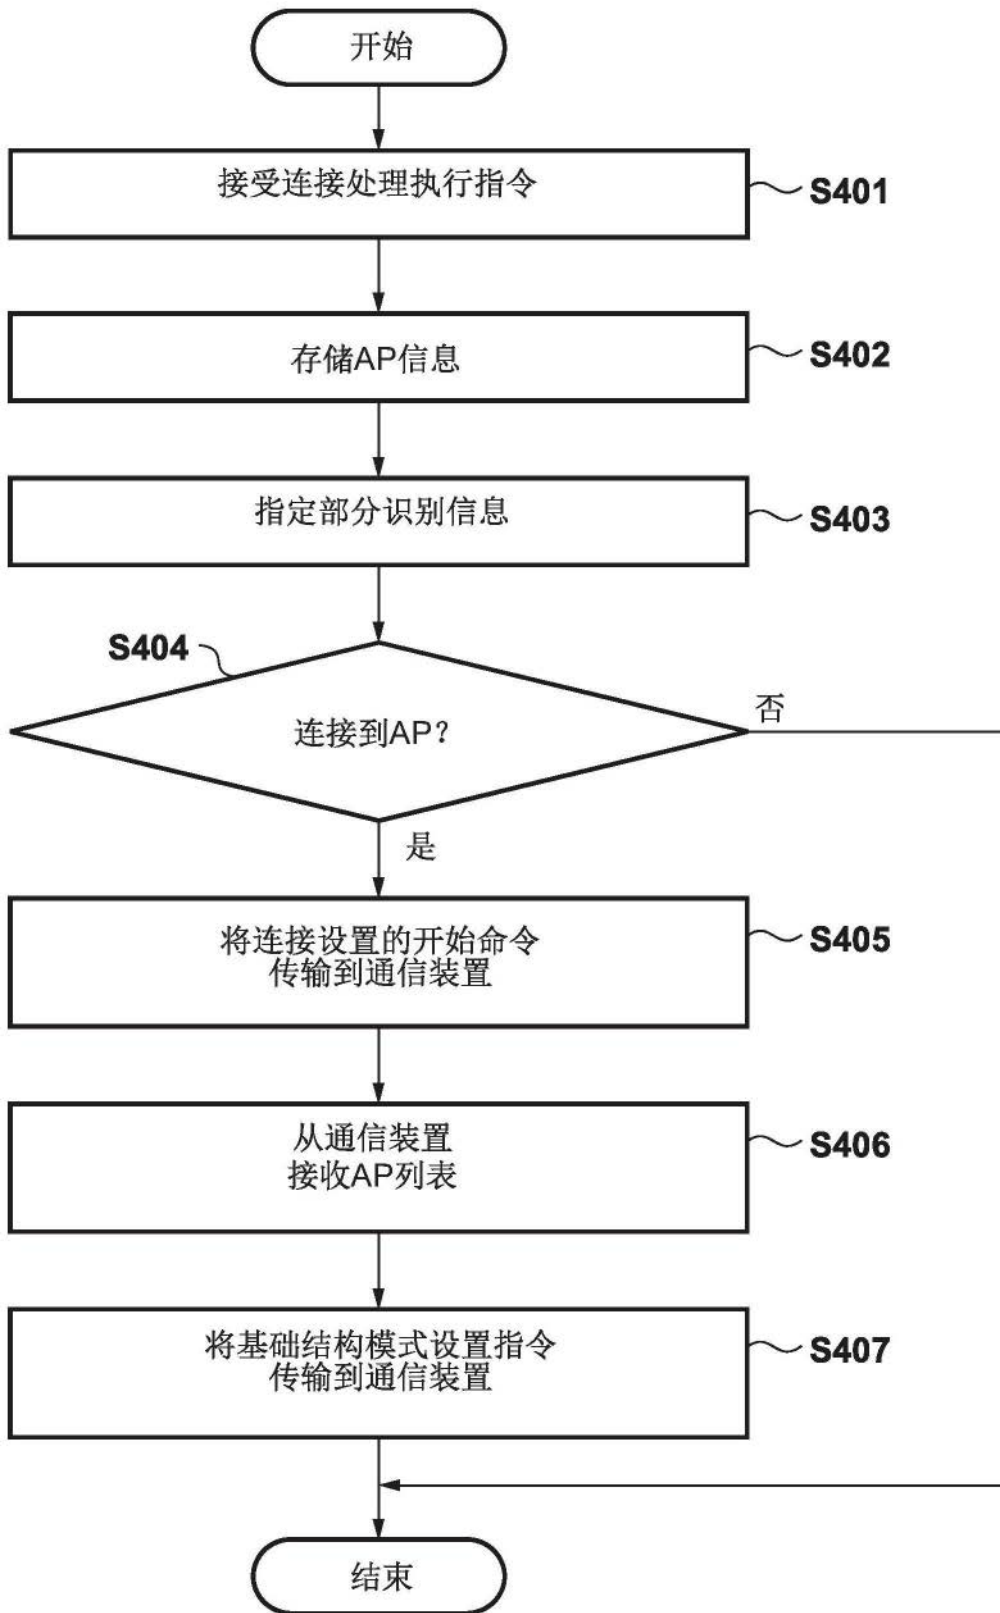 开始
接受连接处理执行指令
S401
存储AP信息
S402
指定部分识别信息
S403
S404
连接到AP?
否
是
将连接设置的开始命令
传输到通信装置
S405
从通信装置
接收AP列表
S406
将基础结构模式设置指令
传输到通信装置
S407
结束